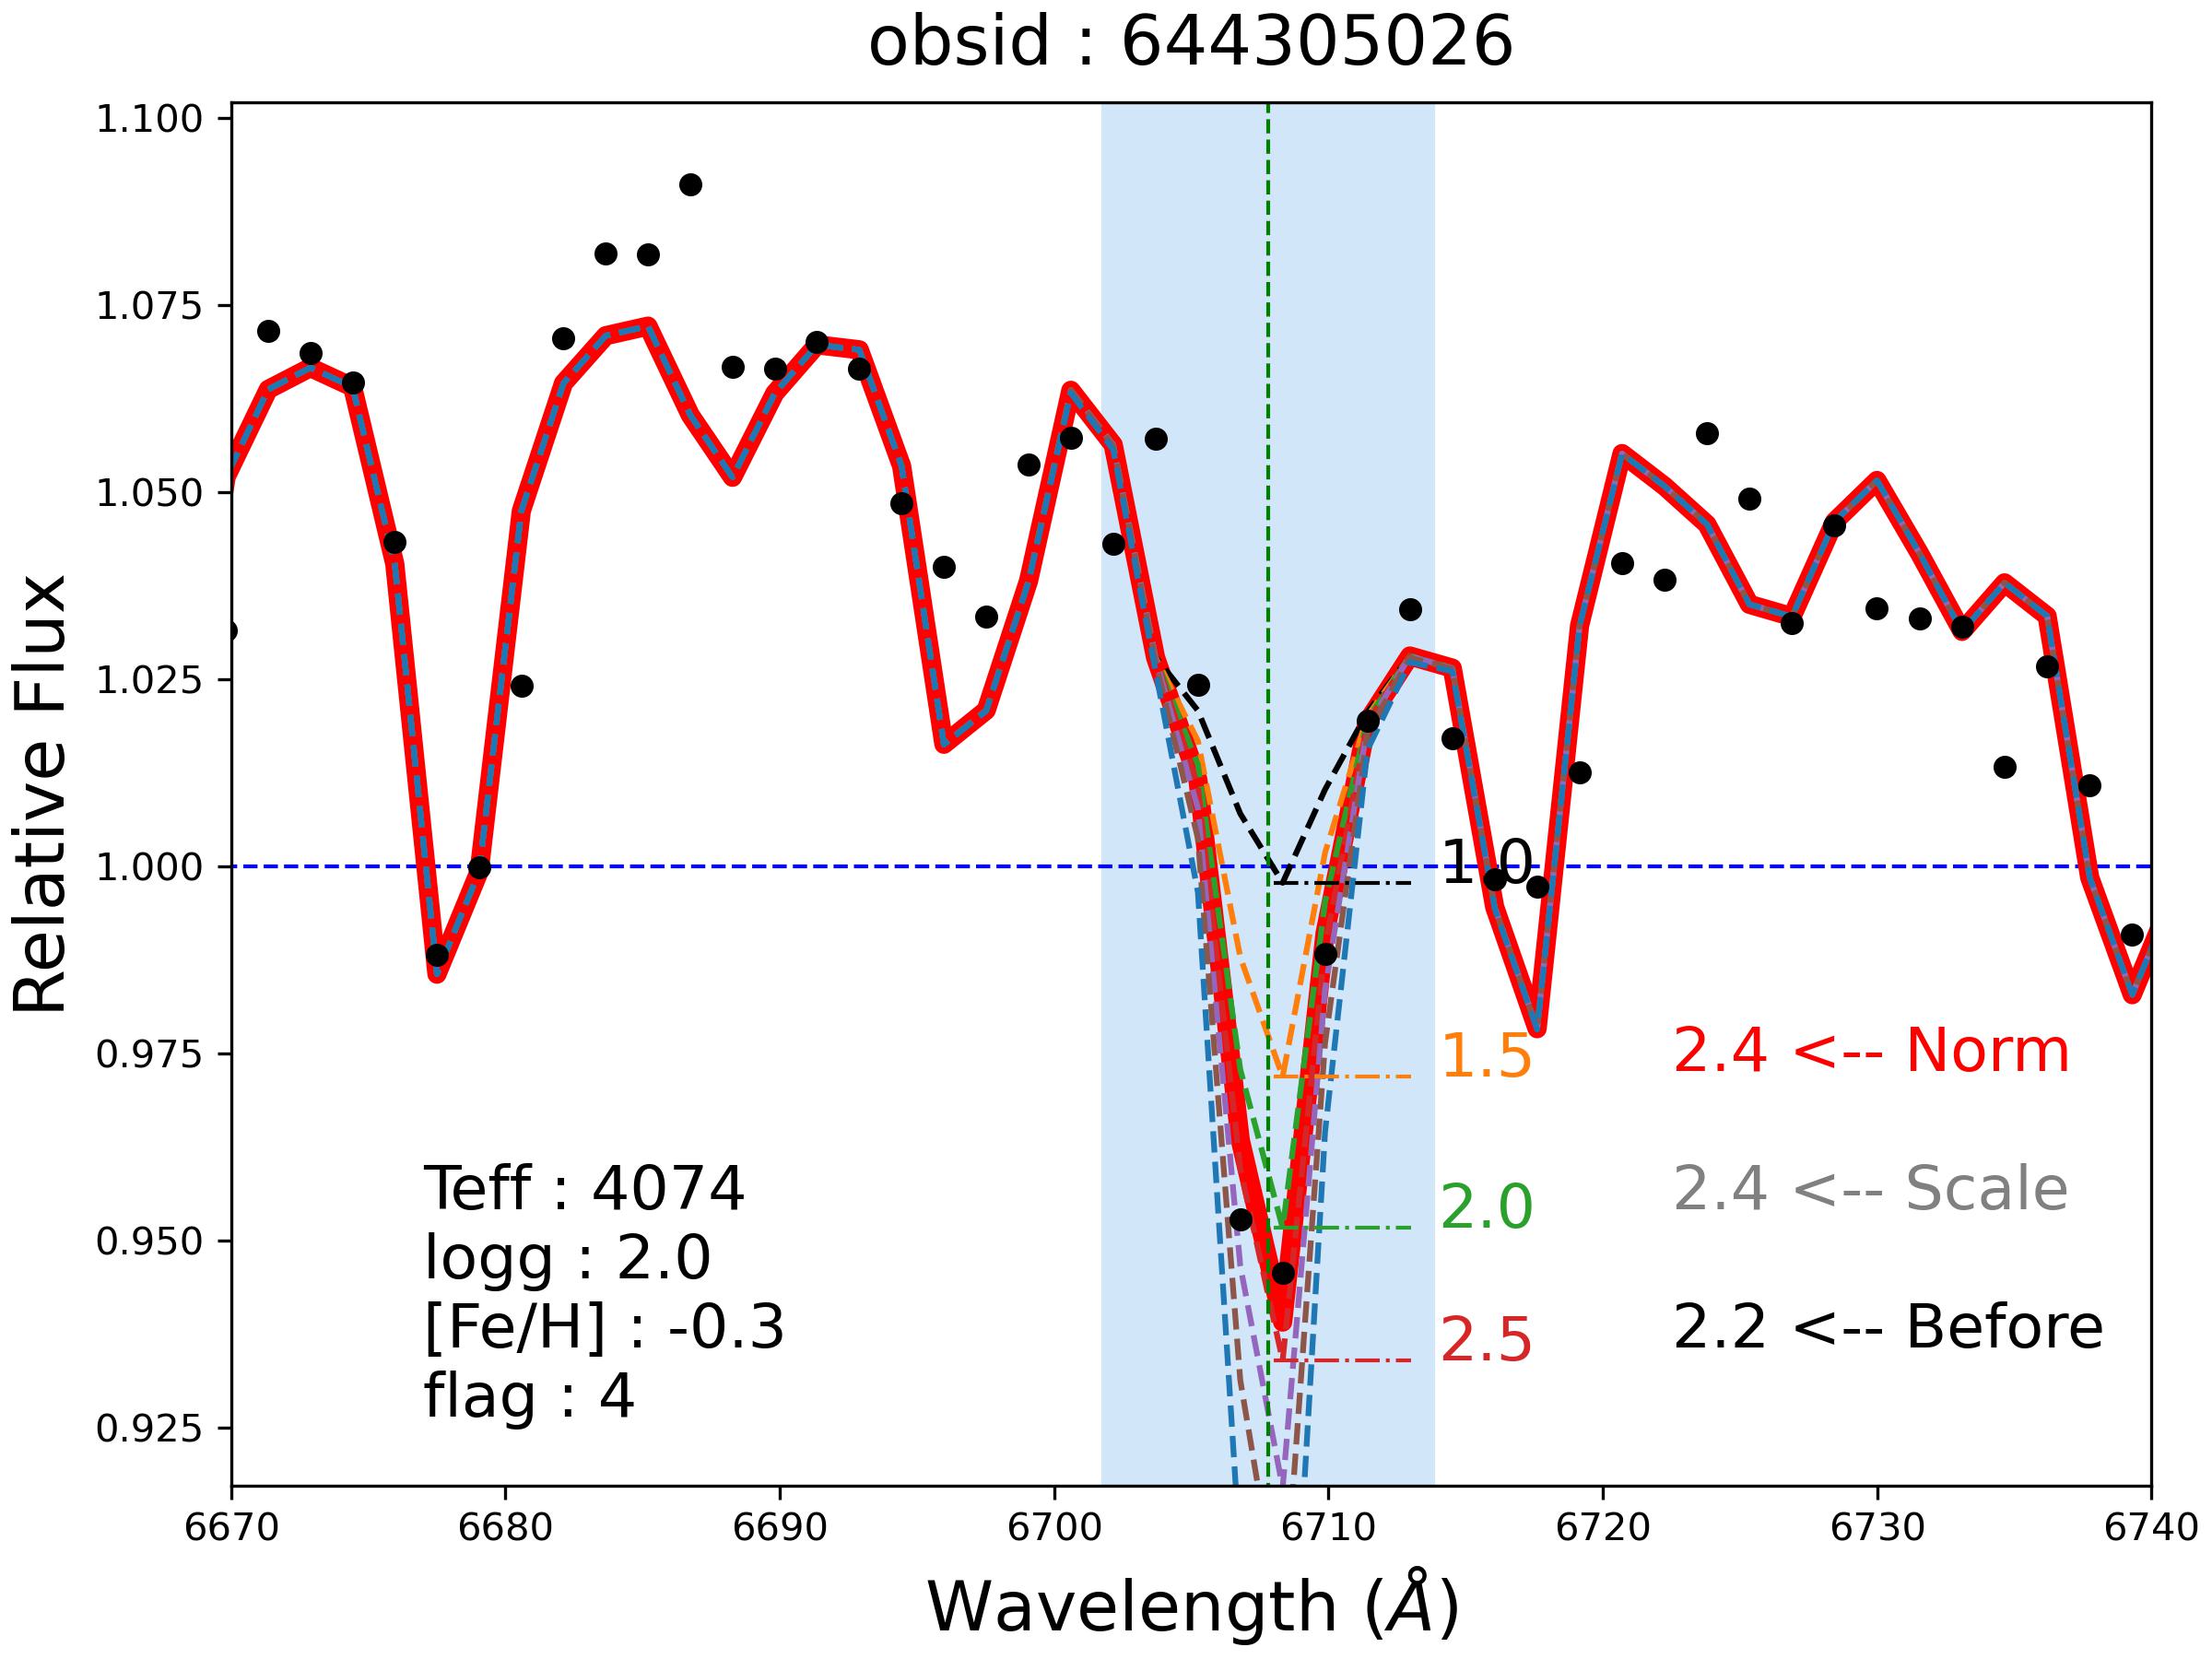 obsid : 644305026
Relative Flux
1.100
1.075
1.050
1.025
1.000
0.975
0.950
0.925
1.0
1.5
2.0
2.5
2.4 <-- Norm
2.4 <-- Scale
2.2 <-- Before
Teff : 4074
logg : 2.0
[Fe/H] : -0.3
flag : 4
6670 6680 6690 6700 6710 6720 6730 6740
Wavelength (Å)